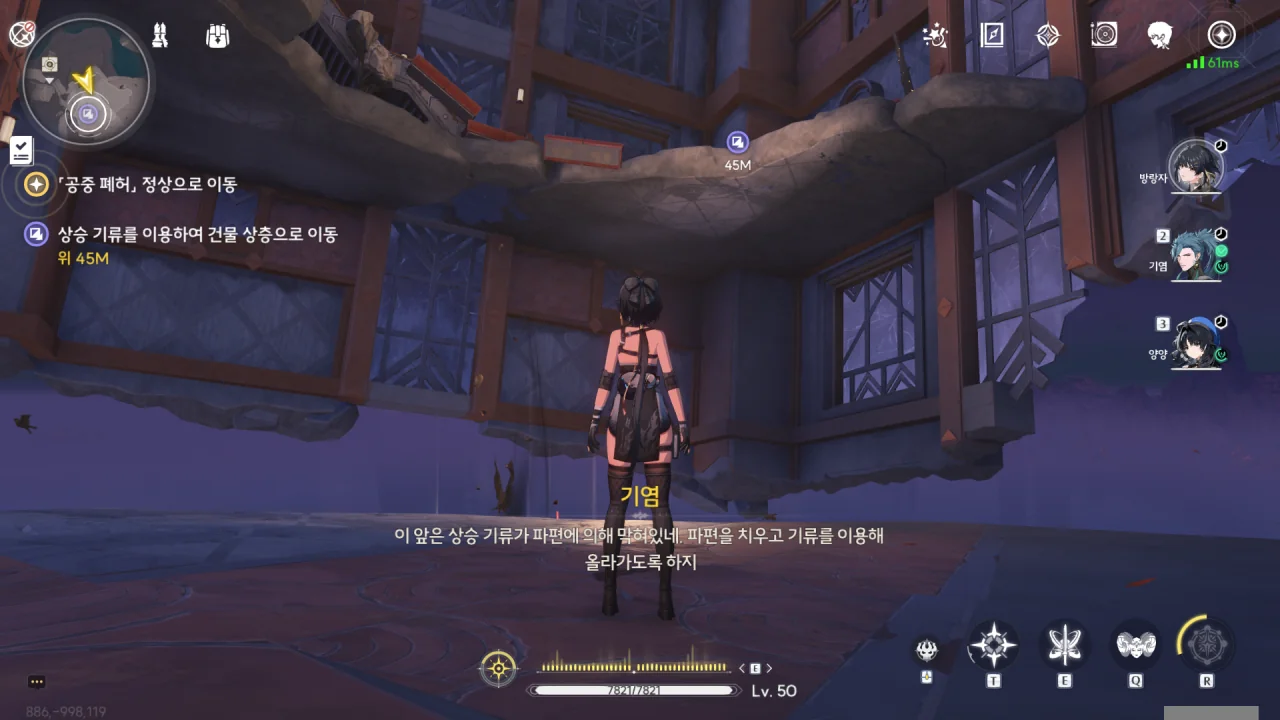 61ms
45M
「공중 폐허」 정상으로 이동
상승 기류를 이용하여 건물 상층으로 이동
위 45M
방랑자
2
기염
3
양양
기염
이 앞은 상승 기류가 파편에 의해 막혀있네. 파편을 치우고 기류를 이용해
올라가도록 하지
E
7821/7821
Lv. 50
T
E
Q
R
886,-998,119